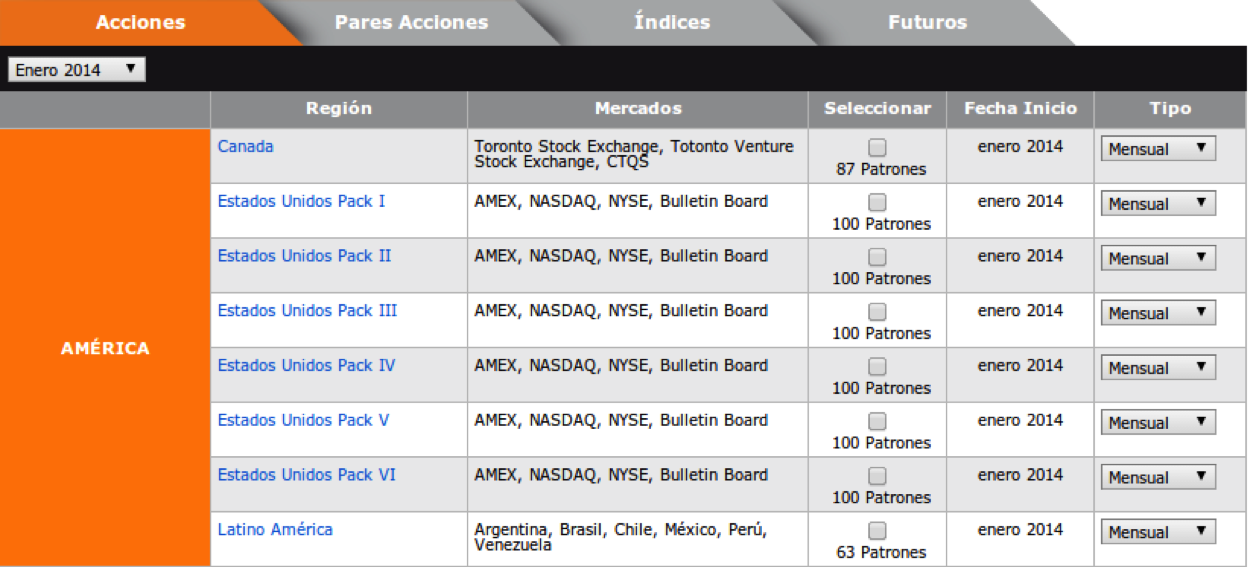 Acciones
Pares Acciones
Índices
Futuros
Enero 2014
Región
Mercados
Seleccionar
Fecha Inicio
Tipo
AMÉRICA
Canada
Toronto Stock Exchange, Totonto Venture
Stock Exchange, CTQS
87 Patrones
enero 2014
Mensual
Estados Unidos Pack I
AMEX, NASDAQ, NYSE, Bulletin Board
100 Patrones
enero 2014
Mensual
Estados Unidos Pack II
AMEX, NASDAQ, NYSE, Bulletin Board
100 Patrones
enero 2014
Mensual
Estados Unidos Pack III
AMEX, NASDAQ, NYSE, Bulletin Board
100 Patrones
enero 2014
Mensual
Estados Unidos Pack IV
AMEX, NASDAQ, NYSE, Bulletin Board
100 Patrones
enero 2014
Mensual
Estados Unidos Pack V
AMEX, NASDAQ, NYSE, Bulletin Board
100 Patrones
enero 2014
Mensual
Estados Unidos Pack VI
AMEX, NASDAQ, NYSE, Bulletin Board
100 Patrones
enero 2014
Mensual
Latino América
Argentina, Brasil, Chile, México, Perú,
Venezuela
63 Patrones
enero 2014
Mensual